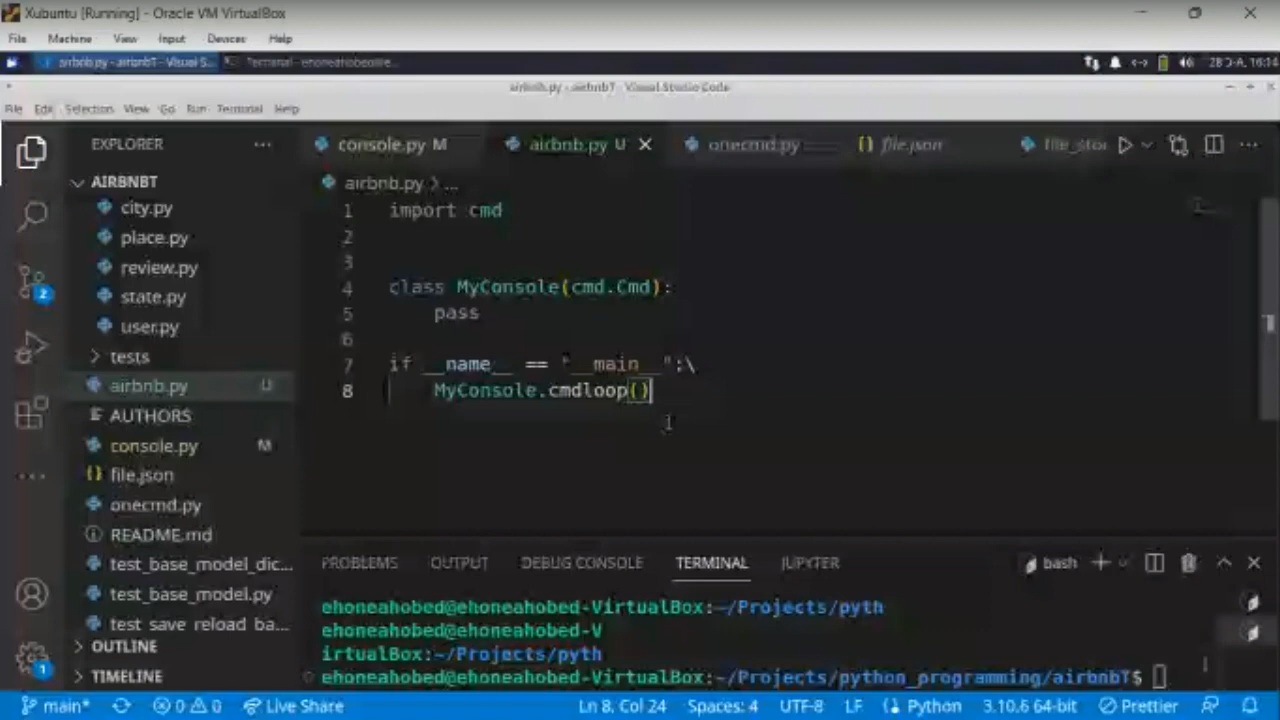 Xubuntu [Running] - Oracle VM VirtualBox
File Machine View Input Devices Help
airbnb.py - airbnbT - Visual S... Terminal - ehoneahobed@e...
16:14
airbnb.py - airbnbT - Visual Studio Code
File Edit Selection View Go Run Terminal Help
EXPLORER ...
console.py M airbnb.py U onecmd.py file.json file_stor
AIRBNBT
airbnb.py > ...
city.py
place.py
review.py
state.py
user.py
tests
airbnb.py U
AUTHORS
console.py M
file.json
onecmd.py
README.md
test_base_model_dic...
test_base_model.py
test_save_reload_ba...
OUTLINE
TIMELINE
1 import cmd
2
3
4 class MyConsole(cmd.Cmd):
5 pass
6
7 if __name__ == "__main__":\
8 MyConsole.cmdloop()
PROBLEMS OUTPUT DEBUG CONSOLE TERMINAL JUPYTER bash
ehoneahobed@ehoneahobed-VirtualBox:~/Projects/pyth
ehoneahobed@ehoneahobed-V
irtualBox:~/Projects/pyth
ehoneahobed@ehoneahobed-VirtualBox:~/Projects/python_programming/airbnbT$
2
1
main* 0 0 Live Share Ln 8, Col 24 Spaces: 4 UTF-8 LF Python 3.10.6 64-bit Prettier